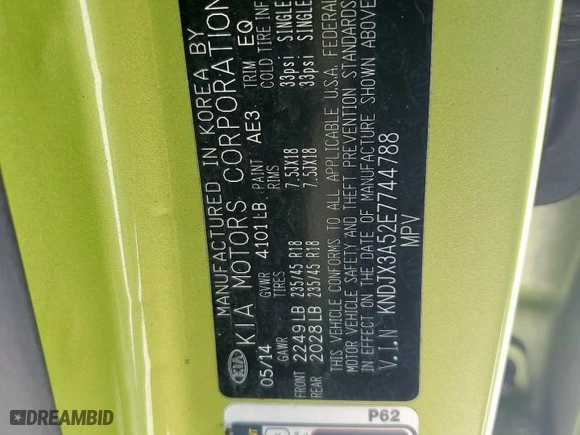 MANUFACTURED IN KOREA BY
KIA KIA MOTORS CORPORATION
05/14 GVWR 4101LB PAINT AE3 TRIM EQ
GAWR TIRES RIMS COLD TIRE INF
FRONT 2249LB 235/45 R18 7.5JX18 33psi SINGLE
REAR 2028LB 235/45 R18 7.5JX18 33psi SINGLE
THIS VEHICLE CONFORMS TO ALL APPLICABLE U.S.A. FEDERAL
MOTOR VEHICLE SAFETY AND THEFT PREVENTION STANDARDS
IN EFFECT ON THE DATE OF MANUFACTURE SHOWN ABOVE
V.I.N KNDJX3A52E7744788
MPV
P62
DREAMBID